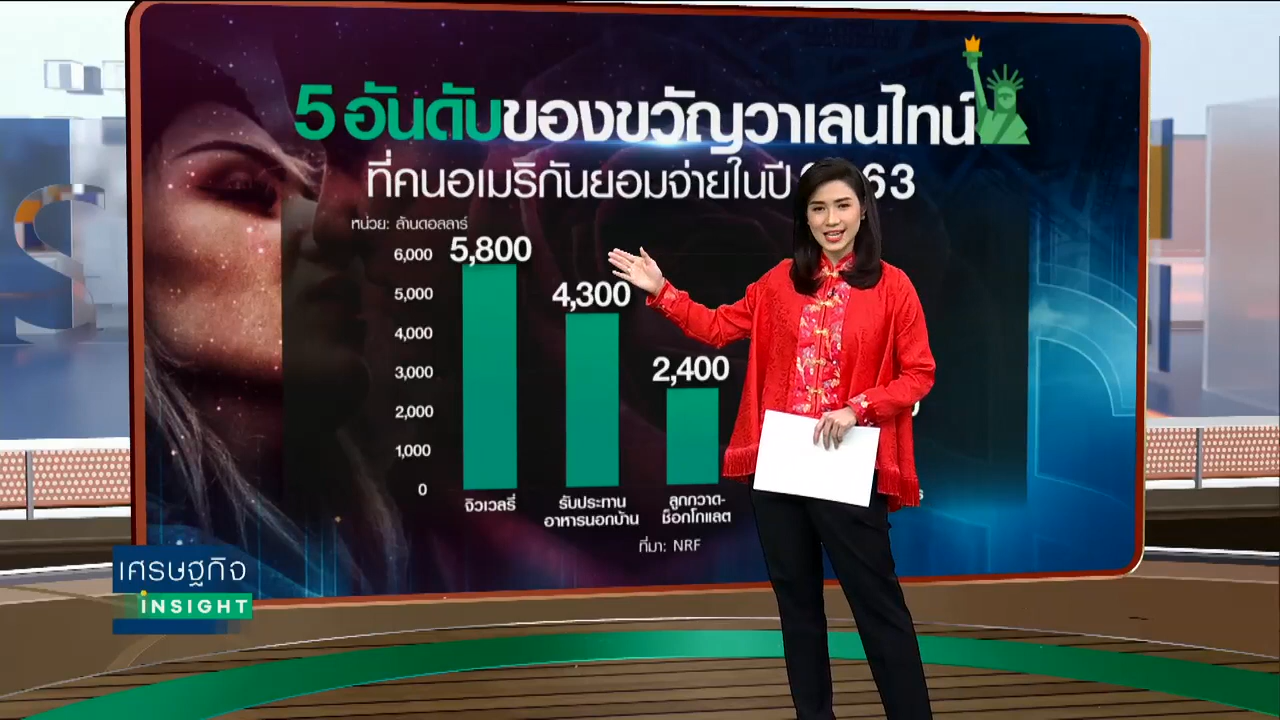 5 อันดับของขวัญวาเลนไทน์
ที่คนอเมริกันยอมจ่ายในปี 63
หน่วย: ล้านดอลลาร์
6,000
5,000
4,000
3,000
2,000
1,000
0
5,800
4,300
2,400
จิวเวลรี่
รับประทาน
อาหารนอกบ้าน
ลูกกวาด-
ช็อกโกแลต
ที่มา: NRF
เศรษฐกิจ
INSIGHT